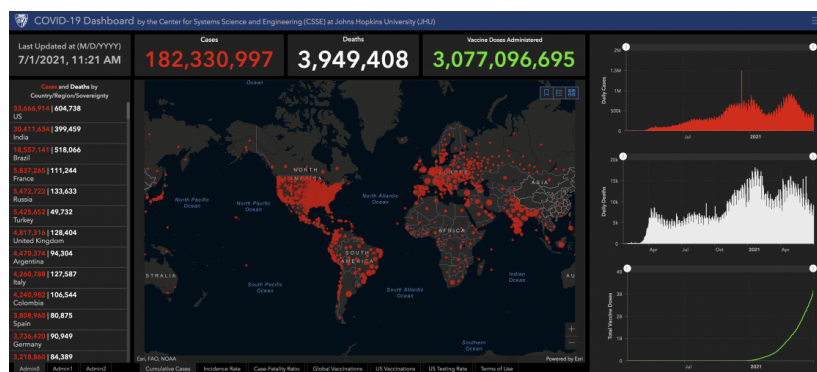 COVID-19 Dashboard by the Center for Systems Science and Engineering (CSSE) at Johns Hopkins University (JHU)
Last Updated at (M/D/YYYY)
7/1/2021, 11:21 AM
Cases
182,330,997
Deaths
3,949,408
Vaccine Doses Administered
3,077,096,695
Cases and Deaths by
Country/Region/Sovereignty
33,666,914 | 604,738
US
30,411,634 | 399,459
India
18,557,141 | 518,066
Brazil
5,837,265 | 111,244
France
5,472,722 | 133,633
Russia
5,425,652 | 49,732
Turkey
4,817,316 | 128,404
United Kingdom
4,470,374 | 94,304
Argentina
4,260,788 | 127,587
Italy
4,240,982 | 106,544
Colombia
3,808,960 | 80,875
Spain
3,736,420 | 90,949
Germany
3,218,860 | 84,389
Admin0 Admin1 Admin2
Ocean
NORTH
AMERICA
EUROPE
ASIA
North Pacific
Ocean
North Pacific
Ocean
North Atlantic
Ocean
AFRICA
SOUTH
AMERICA
STRALIA
Indian
Ocean
AU
South Pacific
Ocean
South Atlantic
Ocean
Southern
Ocean
Esri, FAO, NOAA
Powered by Esri
Cumulative Cases Incidence Rate Case-Fatality Ratio Global Vaccinations US Vaccinations US Testing Rate Terms of Use
Daily Cases
2M
1.5M
1M
500k
0
Jul 2021
Daily Deaths
20k
15k
10k
5k
0
Apr Jul Oct 2021 Apr
Total Vaccine Doses
0
Jul 2021